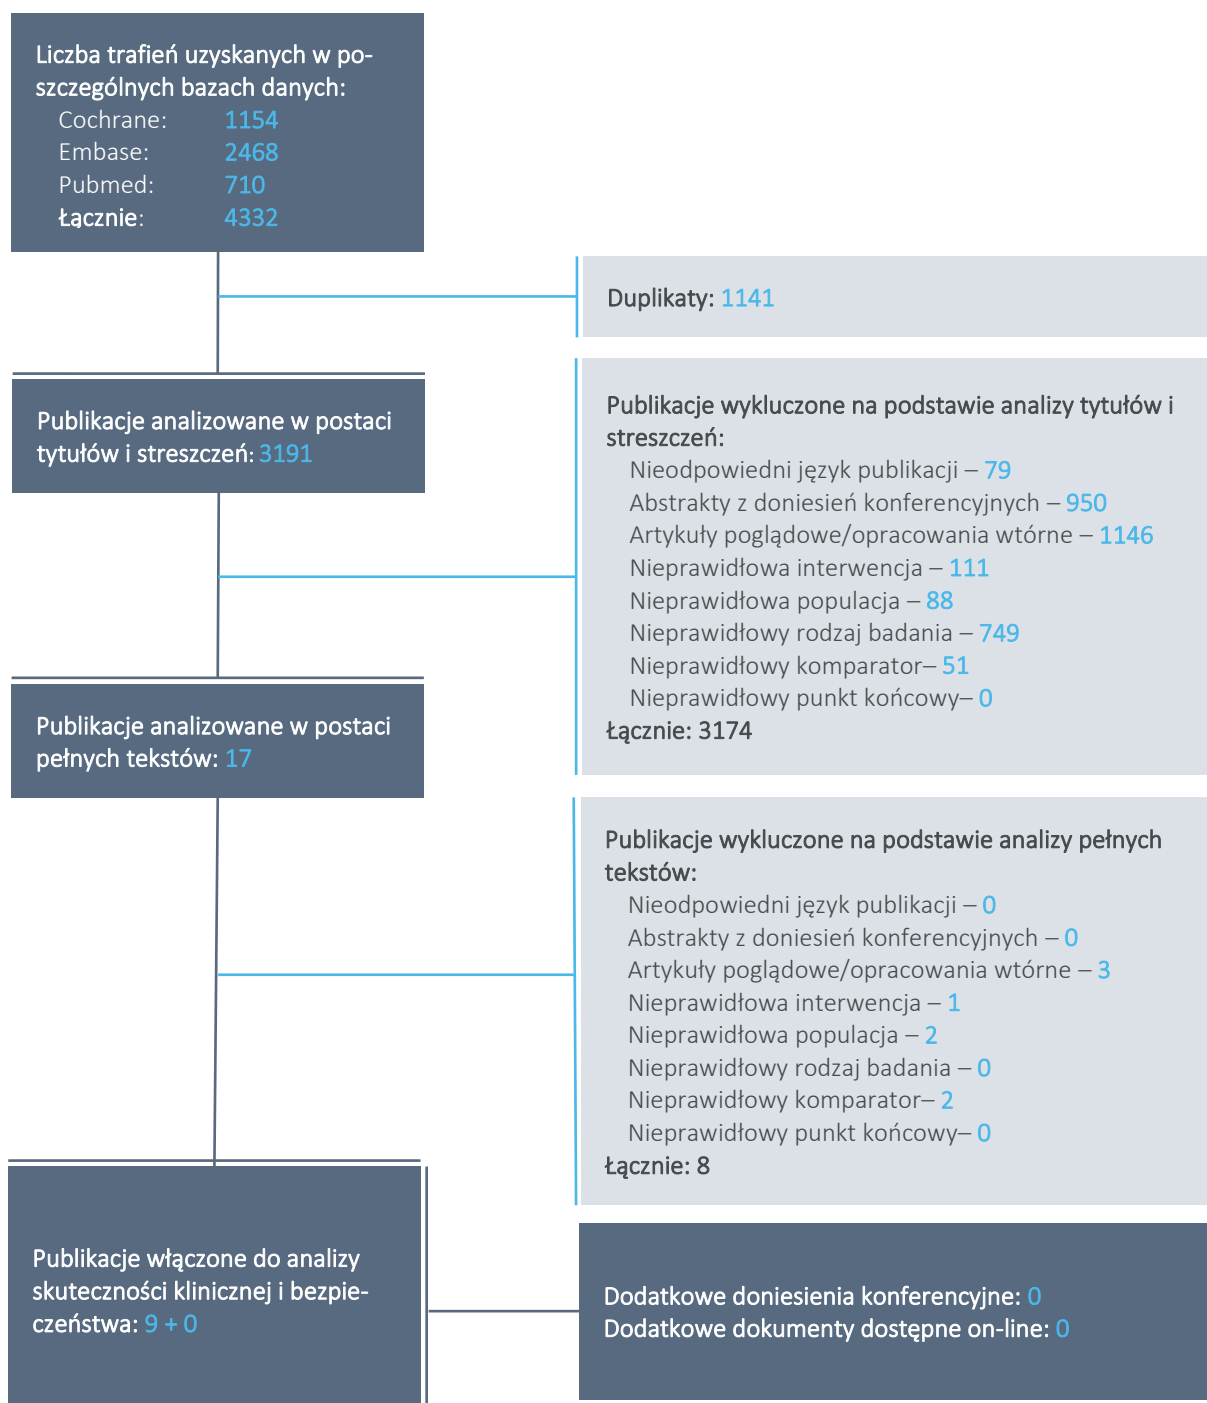 Liczba trafień uzyskanych w po-
szczególnych bazach danych:
Cochrane: 1154
Embase: 2468
Pubmed: 710
Łącznie: 4332
Duplikaty: 1141
Publikacje analizowane w postaci
tytułów i streszczeń: 3191
Publikacje wykluczone na podstawie analizy tytułów i
streszczeń:
Nieodpowiedni język publikacji – 79
Abstrakty z doniesień konferencyjnych – 950
Artykuły poglądowe/opracowania wtórne – 1146
Nieprawidłowa interwencja – 111
Nieprawidłowa populacja – 88
Nieprawidłowy rodzaj badania – 749
Nieprawidłowy komparator– 51
Nieprawidłowy punkt końcowy– 0
Łącznie: 3174
Publikacje analizowane w postaci
pełnych tekstów: 17
Publikacje wykluczone na podstawie analizy pełnych
tekstów:
Nieodpowiedni język publikacji – 0
Abstrakty z doniesień konferencyjnych – 0
Artykuły poglądowe/opracowania wtórne – 3
Nieprawidłowa interwencja – 1
Nieprawidłowa populacja – 2
Nieprawidłowy rodzaj badania – 0
Nieprawidłowy komparator– 2
Nieprawidłowy punkt końcowy– 0
Łącznie: 8
Publikacje włączone do analizy
skuteczności klinicznej i bezpie-
czeństwa: 9 + 0
Dodatkowe doniesienia konferencyjne: 0
Dodatkowe dokumenty dostępne on-line: 0